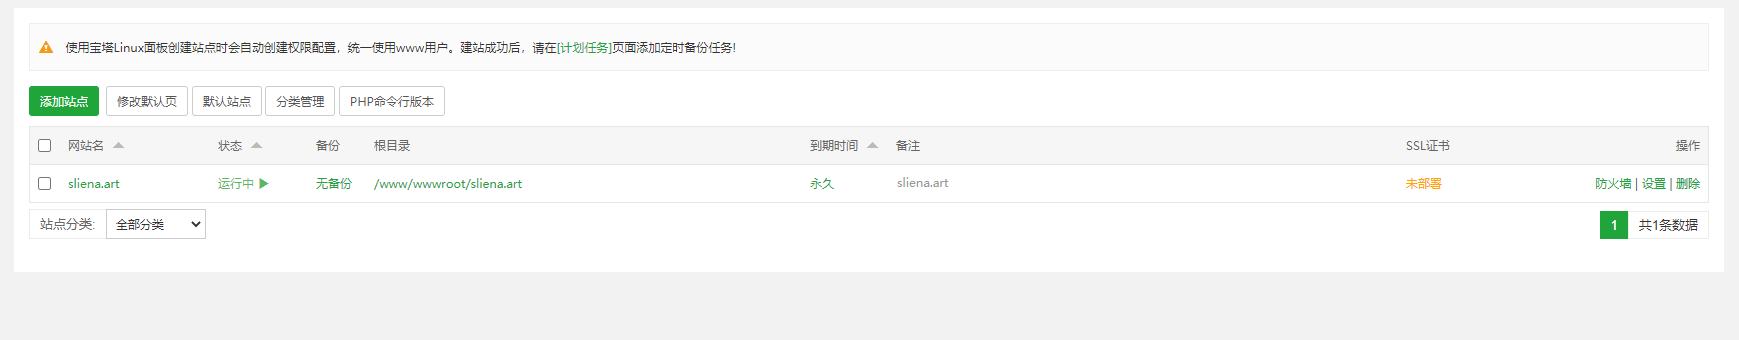 使用宝塔Linux面板创建站点时会自动创建权限配置，统一使用www用户。建站成功后，请在[计划任务]页面添加定时备份任务!
添加站点 修改默认页 默认站点 分类管理 PHP命令行版本
网站名 状态 备份 根目录 到期时间 备注 SSL证书 操作
sliena.art 运行中 无备份 /www/wwwroot/sliena.art 永久 sliena.art 未部署 防火墙 | 设置 | 删除
站点分类: 全部分类 1 共1条数据